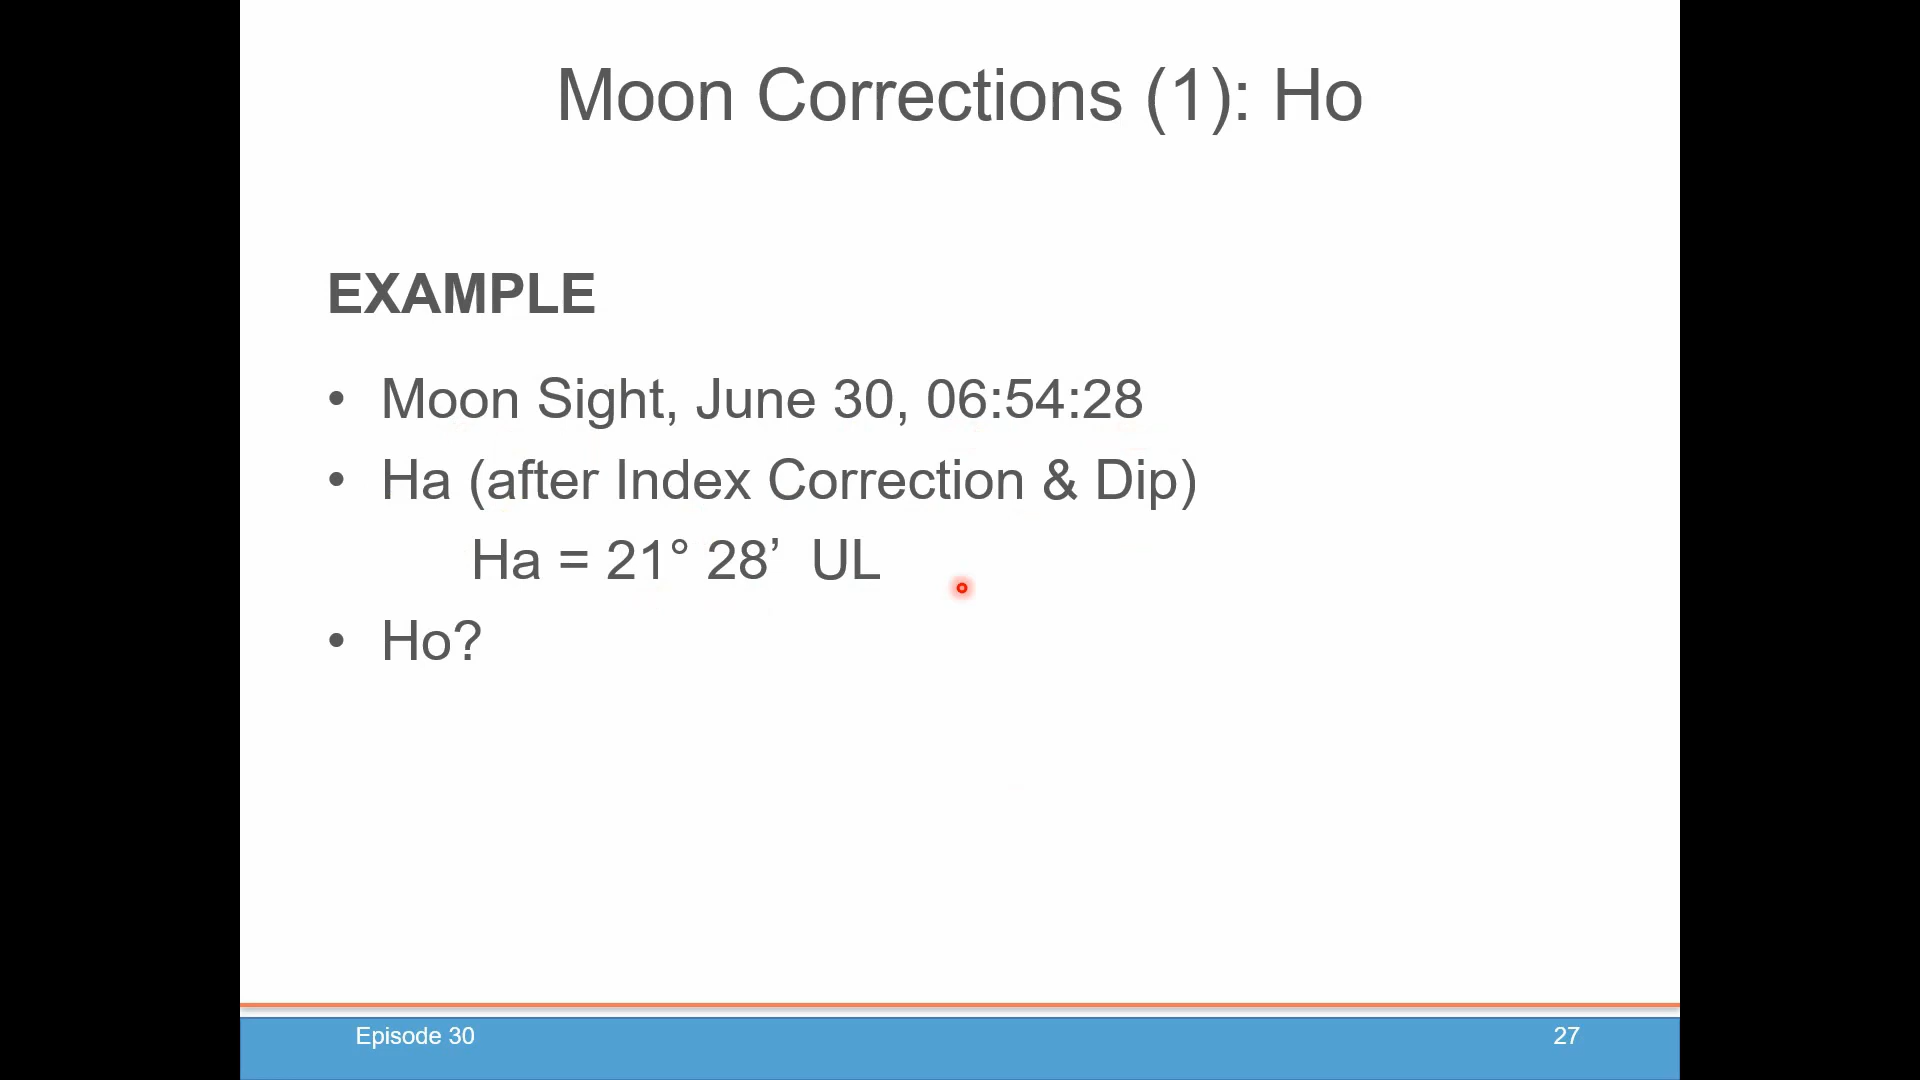 Moon Corrections (1): Ho
EXAMPLE
• Moon Sight, June 30, 06:54:28
• Ha (after Index Correction & Dip)
Ha = 21° 28’ UL
• Ho?
Episode 30
27